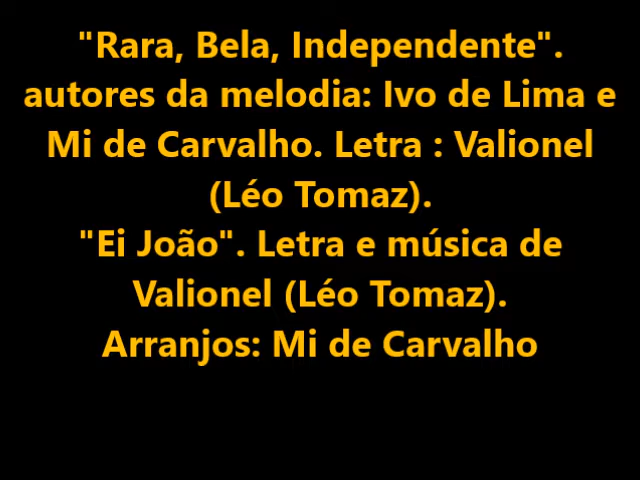 "Rara, Bela, Independente".
autores da melodia: Ivo de Lima e
Mi de Carvalho. Letra : Valionel
(Léo Tomaz).
"Ei João". Letra e música de
Valionel (Léo Tomaz).
Arranjos: Mi de Carvalho